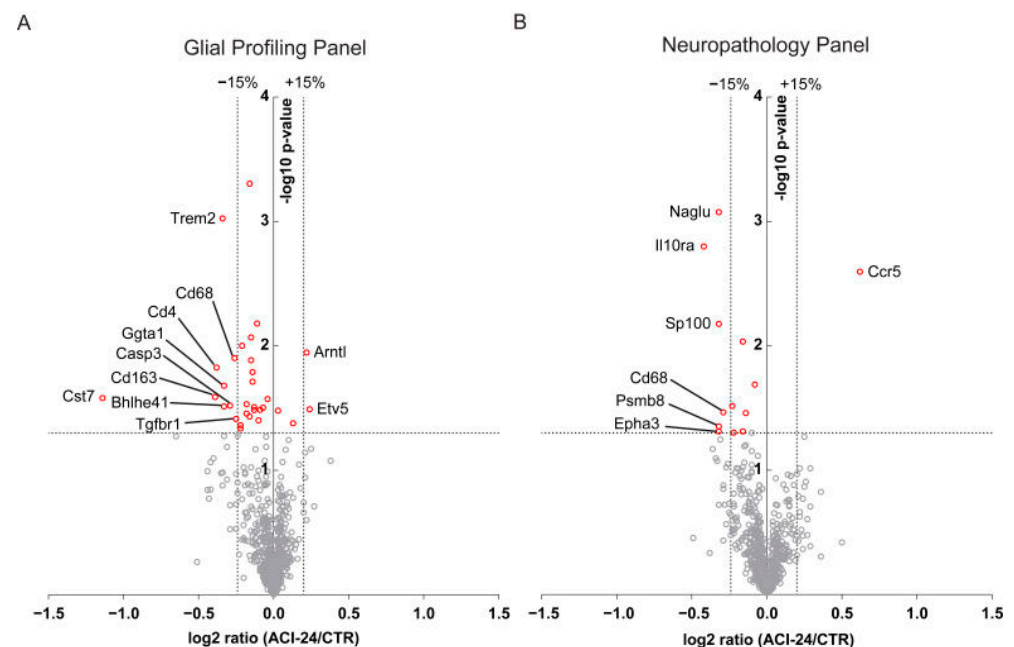 A
Glial Profiling Panel
−15%
+15%
4
-log10 p-value
3
Trem2
Cd68
Cd4
Ggta1
2
Arntl
Casp3
Cd163
Cst7
Bhlhe41
Etv5
Tgfbr1
1
−1.5
−1.0
−0.5
0.0
0.5
1.0
1.5
log2 ratio (ACI-24/CTR)
B
Neuropathology Panel
−15%
+15%
4
-log10 p-value
3
Naglu
Il10ra
Ccr5
Sp100
2
Cd68
Psmb8
Epha3
1
−1.5
−1.0
−0.5
0.0
0.5
1.0
1.5
log2 ratio (ACI-24/CTR)